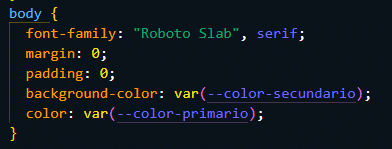 body {
font-family: "Roboto Slab", serif;
margin: 0;
padding: 0;
background-color: var(--color-secundario);
color: var(--color-primario);
}